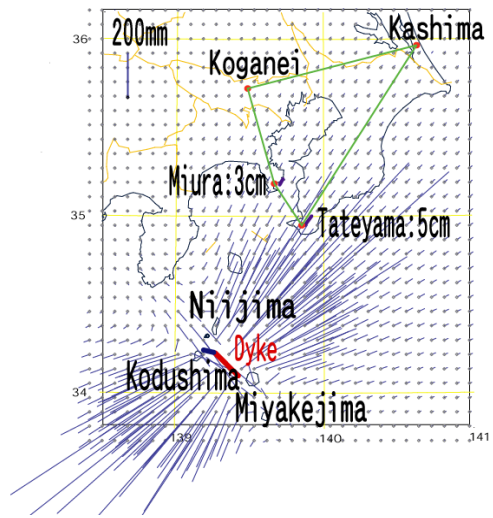 36
Kashima
200mm
Koganei
Miura:3cm
35
Tateyama:5cm
Niijima
Dyke
Kodushima
34
Miyakejima
139
140
141